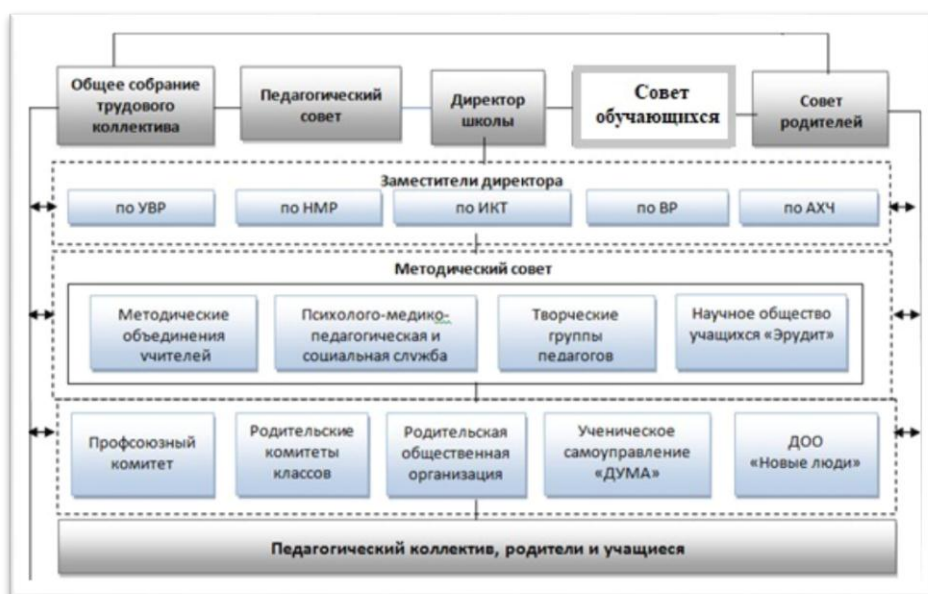 Общее собрание
трудового
коллектива
Педагогический
совет
Директор
школы
Совет
обучающихся
Совет
родителей
Заместители директора
по УВР
по НМР
по ИКТ
по ВР
по АХЧ
Методический совет
Методические
объединения
учителей
Психолого-медико-
педагогическая и
социальная служба
Творческие
группы
педагогов
Научное общество
учащихся «Эрудит»
Профсоюзный
комитет
Родительские
комитеты
классов
Родительская
общественная
организация
Ученическое
самоуправление
«ДУМА»
ДОО
«Новые люди»
Педагогический коллектив, родители и учащиеся